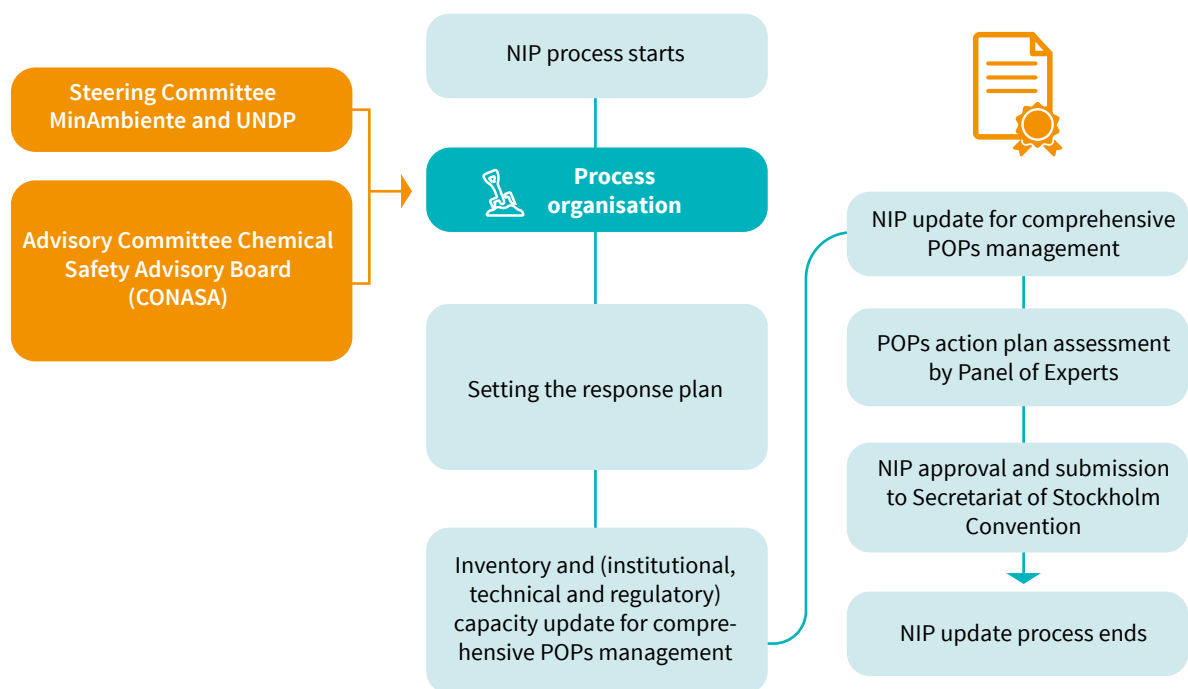 NIP process starts
Steering Committee
MinAmbiente and UNDP
Advisory Committee Chemical
Safety Advisory Board
(CONASA)
Process
organisation
Setting the response plan
Inventory and (institutional,
technical and regulatory)
capacity update for compre-
hensive POPs management
NIP update for comprehensive
POPs management
POPs action plan assessment
by Panel of Experts
NIP approval and submission
to Secretariat of Stockholm
Convention
NIP update process ends